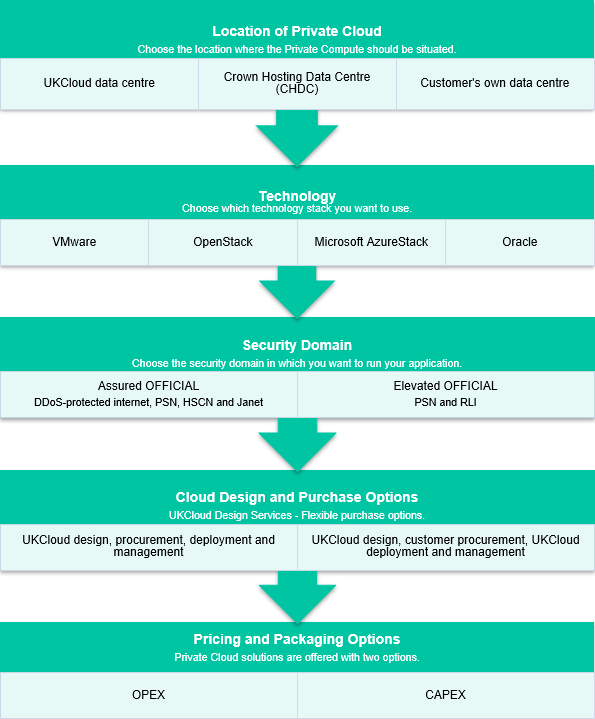 Location of Private Cloud
Choose the location where the Private Compute should be situated.
UKCloud data centre
Crown Hosting Data Centre
(CHDC)
Customer's own data centre
Technology
Choose which technology stack you want to use.
VMware
OpenStack
Microsoft AzureStack
Oracle
Security Domain
Choose the security domain in which you want to run your application.
Assured OFFICIAL
DDoS-protected internet, PSN, HSCN and Janet
Elevated OFFICIAL
PSN and RLI
Cloud Design and Purchase Options
UKCloud Design Services - Flexible purchase options.
UKCloud design, procurement, deployment and
management
UKCloud design, customer procurement, UKCloud
deployment and management
Pricing and Packaging Options
Private Cloud solutions are offered with two options.
OPEX
CAPEX